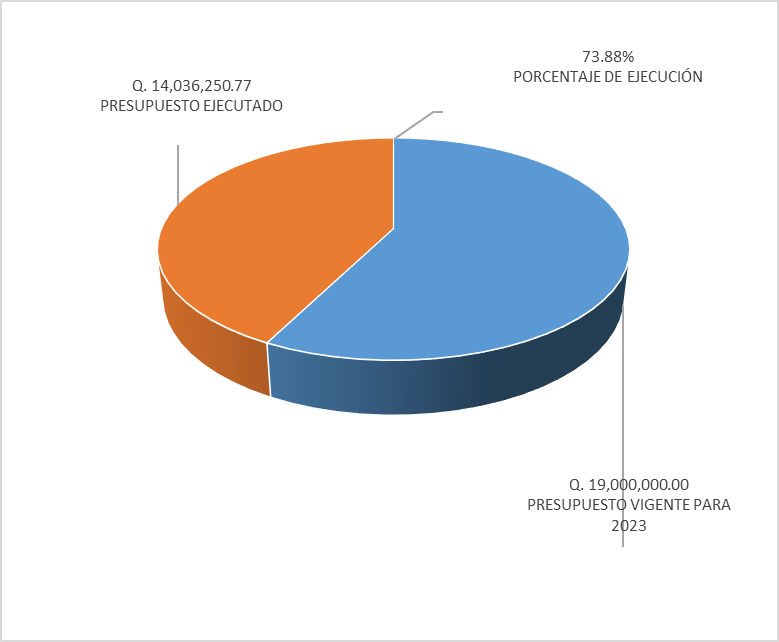 73.88%
PORCENTAJE DE EJECUCIÓN
Q. 14,036,250.77
PRESUPUESTO EJECUTADO
Q. 19,000,000.00
PRESUPUESTO VIGENTE PARA
2023